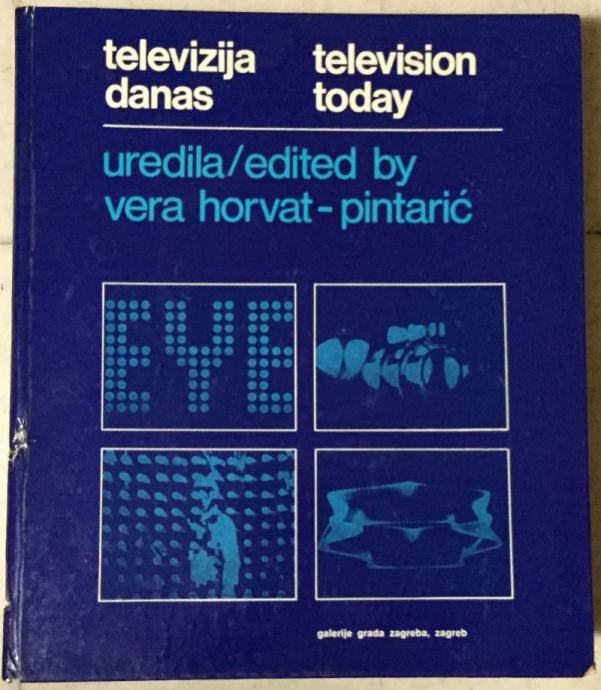 televizija
danas
television
today
uredila/edited by
vera horvat-pintarić
EYE
galerije grada zagreba, zagreb